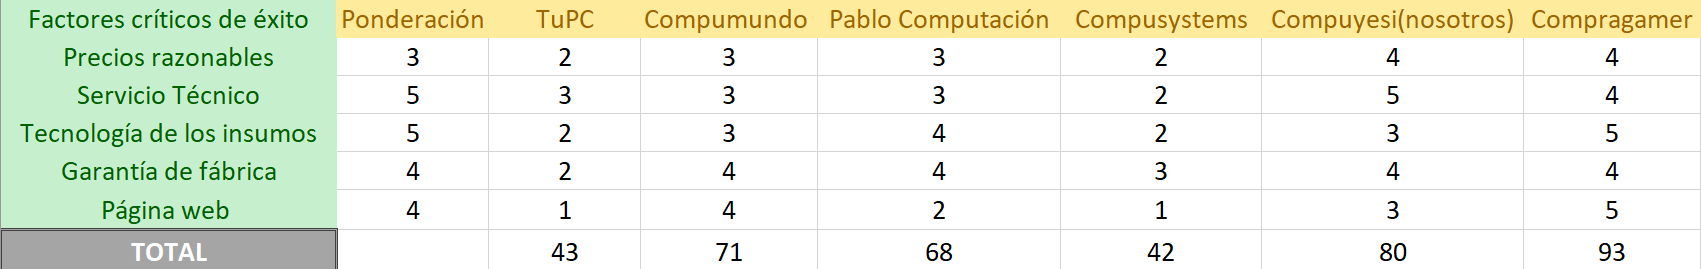 Factores críticos de éxito Ponderación TuPC Compumundo Pablo Computación Compusystems Compuyesi(nosotros) Compragamer
Precios razonables 3 2 3 3 2 4 4
Servicio Técnico 5 3 3 3 2 5 4
Tecnología de los insumos 5 2 3 4 2 3 5
Garantía de fábrica 4 2 4 4 3 4 4
Página web 4 1 4 2 1 3 5
TOTAL 43 71 68 42 80 93